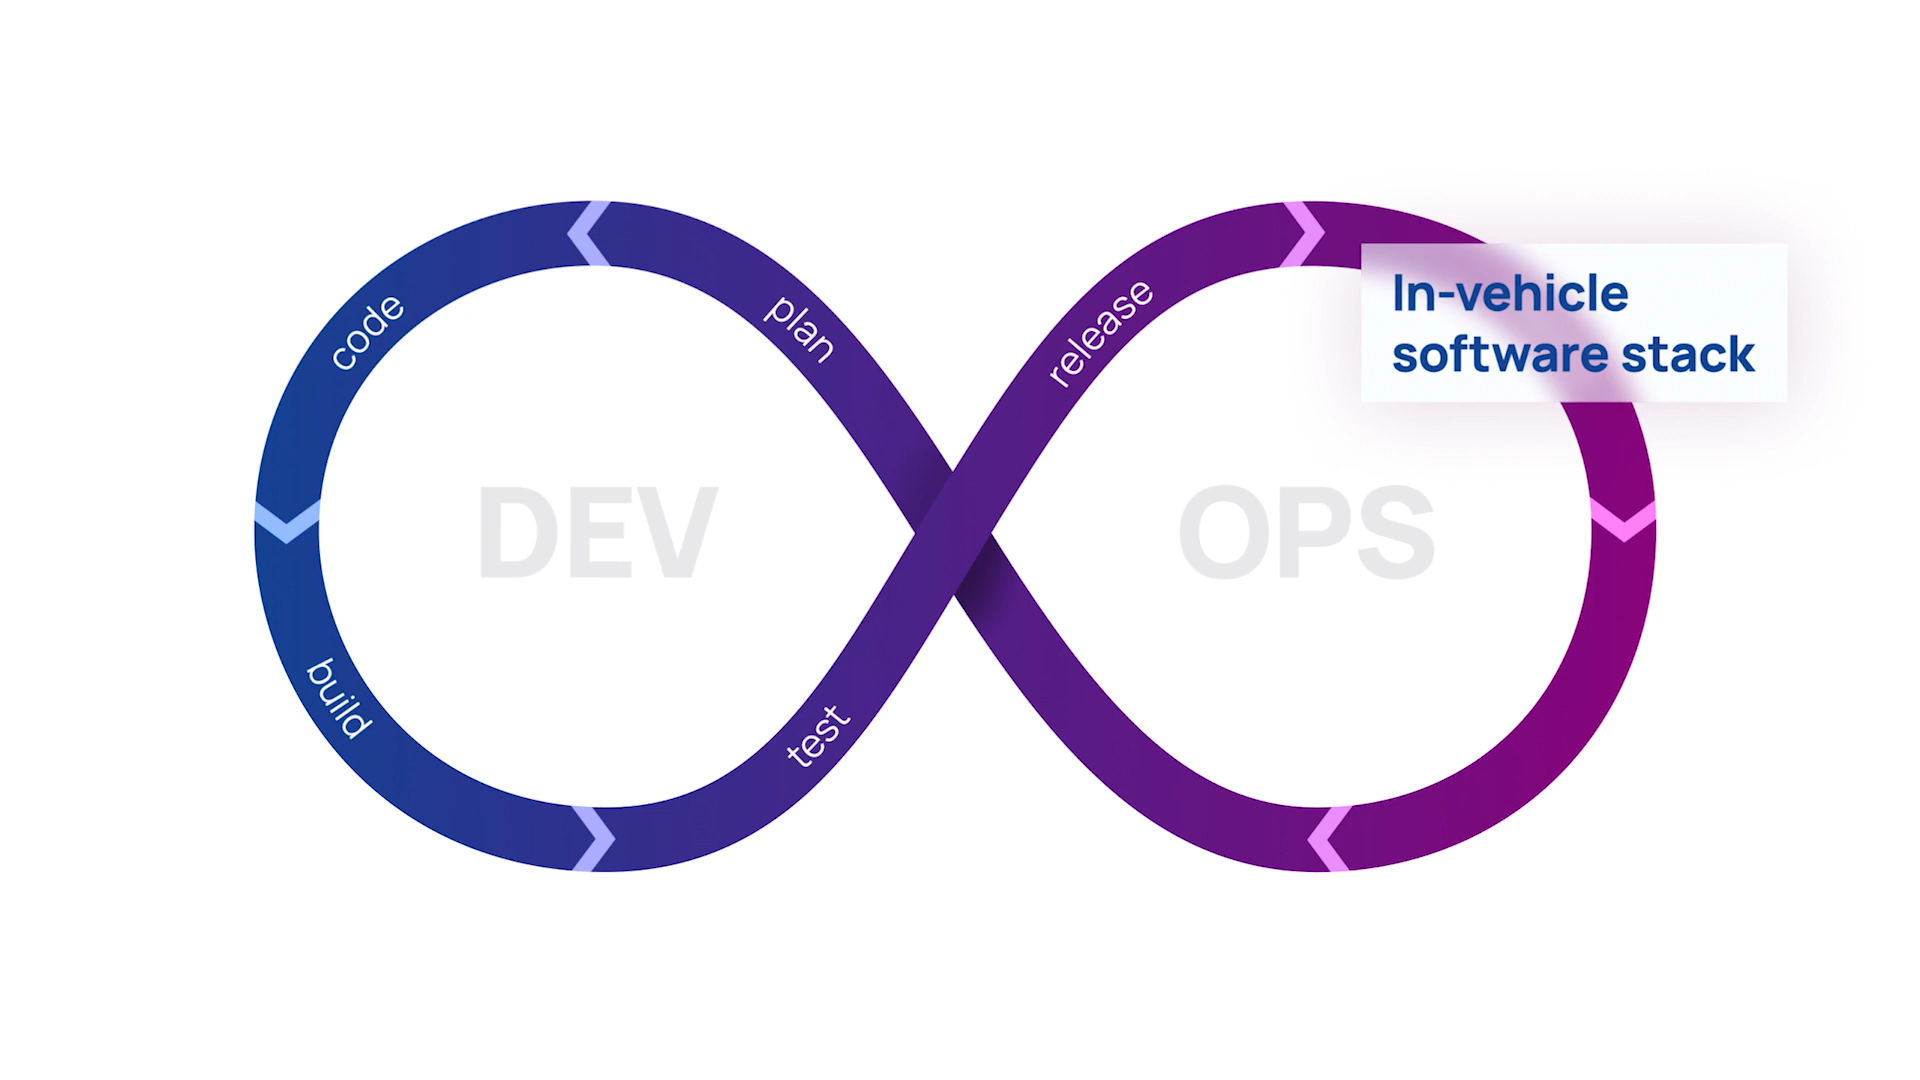 code
plan
release
In-vehicle
software stack
DEV
OPS
build
test